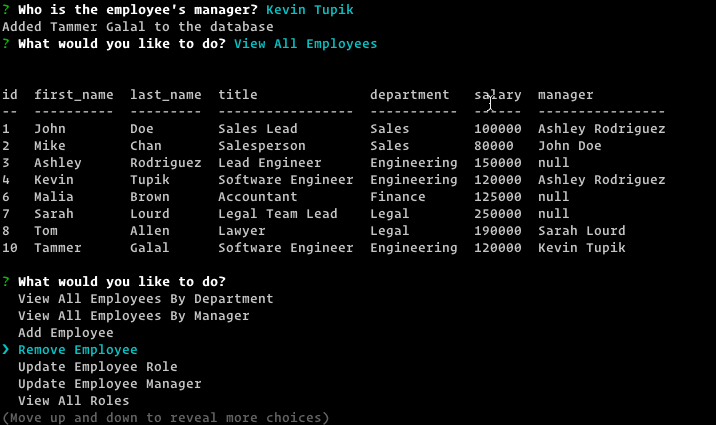 ? Who is the employee's manager? Kevin Tupik
Added Tammer Galal to the database
? What would you like to do? View All Employees
id  first_name  last_name  title              department   salary  manager
--  ----------  ---------  -----------------  -----------  ------  ----------------
1   John        Doe        Sales Lead         Sales        100000  Ashley Rodriguez
2   Mike        Chan       Salesperson        Sales        80000   John Doe
3   Ashley      Rodriguez  Lead Engineer      Engineering  150000  null
4   Kevin       Tupik      Software Engineer  Engineering  120000  Ashley Rodriguez
6   Malia       Brown      Accountant         Finance      125000  null
7   Sarah       Lourd      Legal Team Lead    Legal        250000  null
8   Tom         Allen      Lawyer             Legal        190000  Sarah Lourd
10  Tammer      Galal      Software Engineer  Engineering  120000  Kevin Tupik
? What would you like to do?
  View All Employees By Department
  View All Employees By Manager
  Add Employee
❯ Remove Employee
  Update Employee Role
  Update Employee Manager
  View All Roles
(Move up and down to reveal more choices)